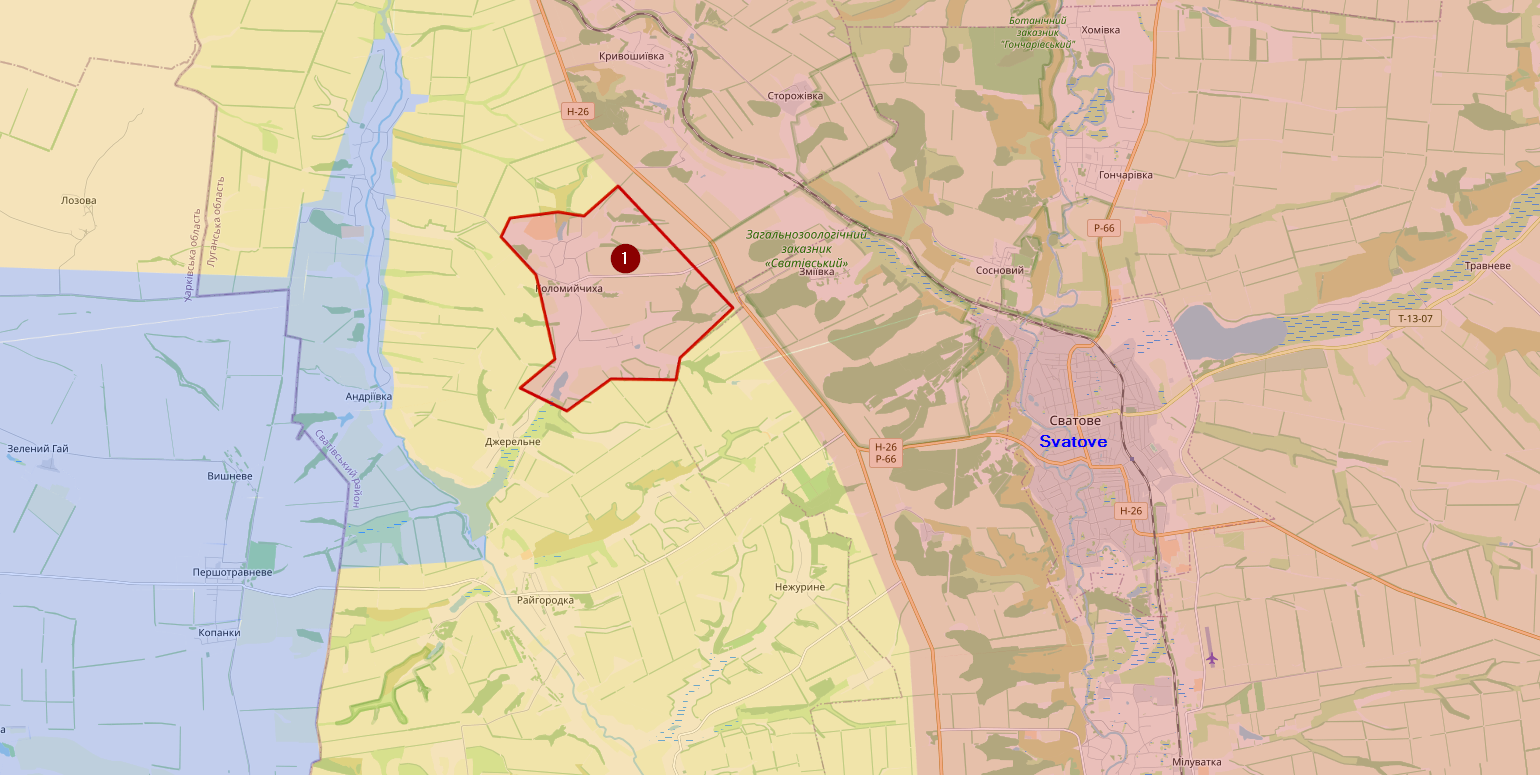 Ботанічний
заказник
"Гончарівський"
Хомівка
Кривошиївка
Сторожівка
Н-26
Гончарівка
Лозова
Харківська область
Луганська область
Р-66
Загальнозоологічний
заказник
«Сватівський»
Зміївка
1
Сосновий
Травневе
Коломийчиха
Т-13-07
Андріївка
Сватове
Svatove
Джерельне
Зелений Гай
Сватівський район
Н-26
Р-66
Вишневе
Н-26
Першотравневе
Нежурине
Райгородка
Копанки
а
Мілуватка